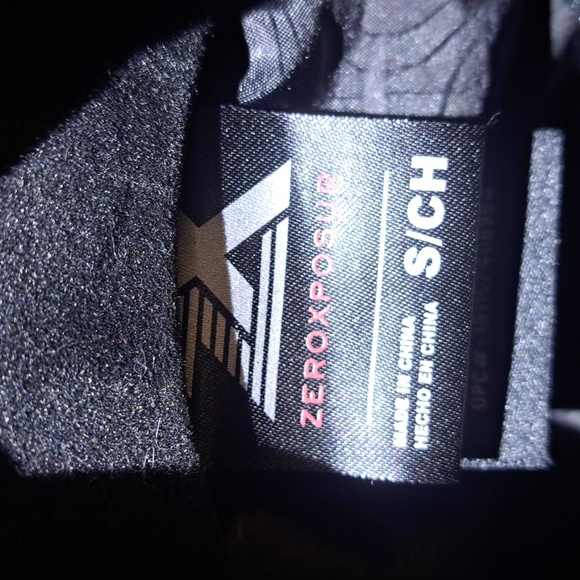 ZEROXPOSUR
S/CH
MADE IN CHINA
HECHO EN CHINA